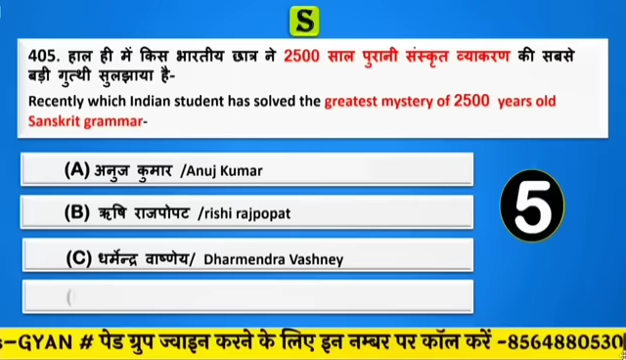 S
405. हाल ही में किस भारतीय छात्र ने 2500 साल पुरानी संस्कृत व्याकरण की सबसे
बड़ी गुत्थी सुलझाया है-
Recently which Indian student has solved the greatest mystery of 2500 years old
Sanskrit grammar-
(A) अनुज कुमार /Anuj Kumar
(B) ऋषि राजपोपट /rishi rajpopat
5
(C) धर्मेन्द्र वाष्णेय/ Dharmendra Vashney
(
s-GYAN # पेड ग्रुप ज्वाइन करने के लिए इन नम्बर पर कॉल करें -8564880530